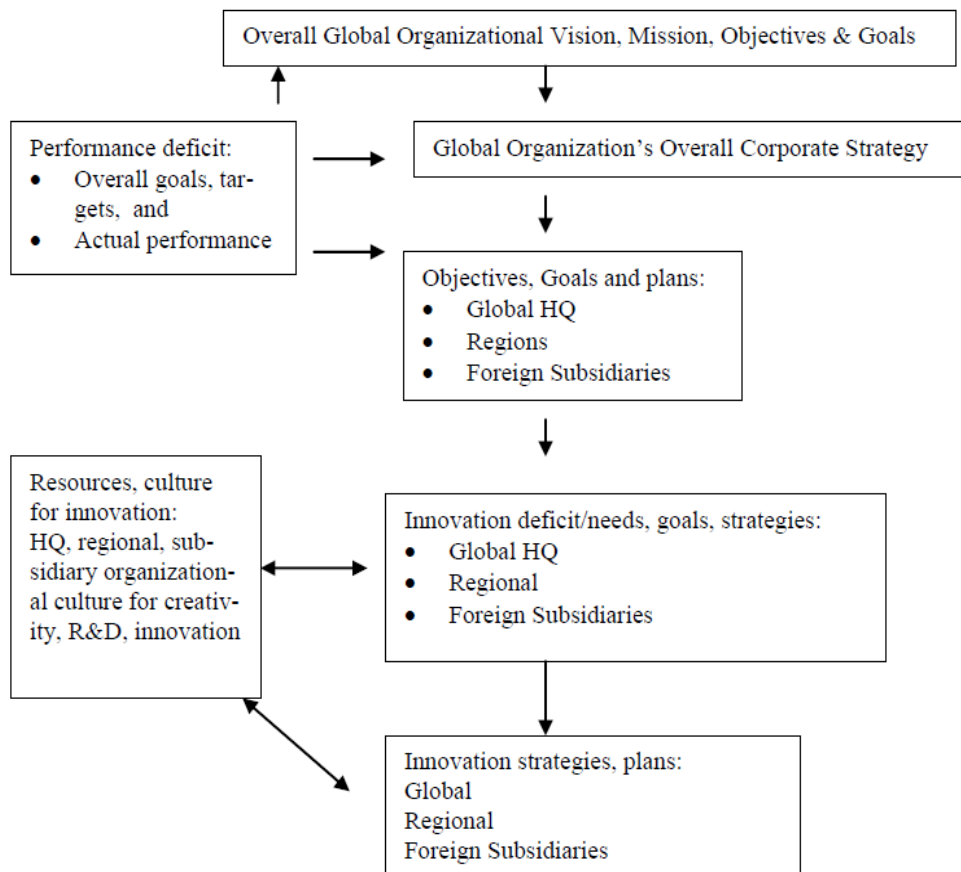 Overall Global Organizational Vision, Mission, Objectives & Goals
Performance deficit:
• Overall goals, tar-
gets, and
• Actual performance
Global Organization’s Overall Corporate Strategy
Objectives, Goals and plans:
• Global HQ
• Regions
• Foreign Subsidiaries
Resources, culture
for innovation:
HQ, regional, sub-
sidiary organization-
al culture for creativ-
ity, R&D, innovation
Innovation deficit/needs, goals, strategies:
• Global HQ
• Regional
• Foreign Subsidiaries
Innovation strategies, plans:
Global
Regional
Foreign Subsidiaries